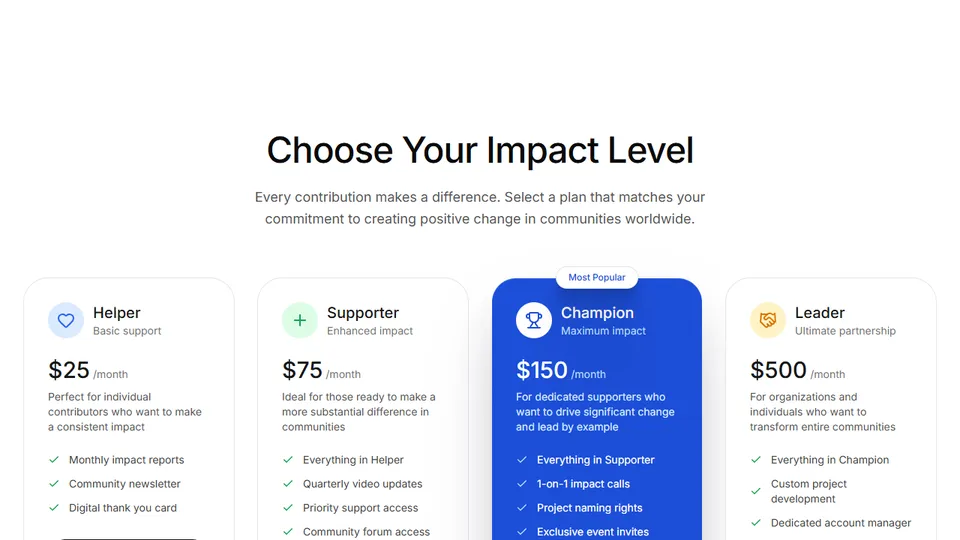 Choose Your Impact Level
Every contribution makes a difference. Select a plan that matches your
commitment to creating positive change in communities worldwide.
Helper
Basic support
$25 /month
Perfect for individual
contributors who want to make
a consistent impact
Monthly impact reports
Community newsletter
Digital thank you card
Supporter
Enhanced impact
$75 /month
Ideal for those ready to make a
more substantial difference in
communities
Everything in Helper
Quarterly video updates
Priority support access
Community forum access
Most Popular
Champion
Maximum impact
$150 /month
For dedicated supporters who
want to drive significant change
and lead by example
Everything in Supporter
1-on-1 impact calls
Project naming rights
Exclusive event invites
Leader
Ultimate partnership
$500 /month
For organizations and
individuals who want to
transform entire communities
Everything in Champion
Custom project
development
Dedicated account manager